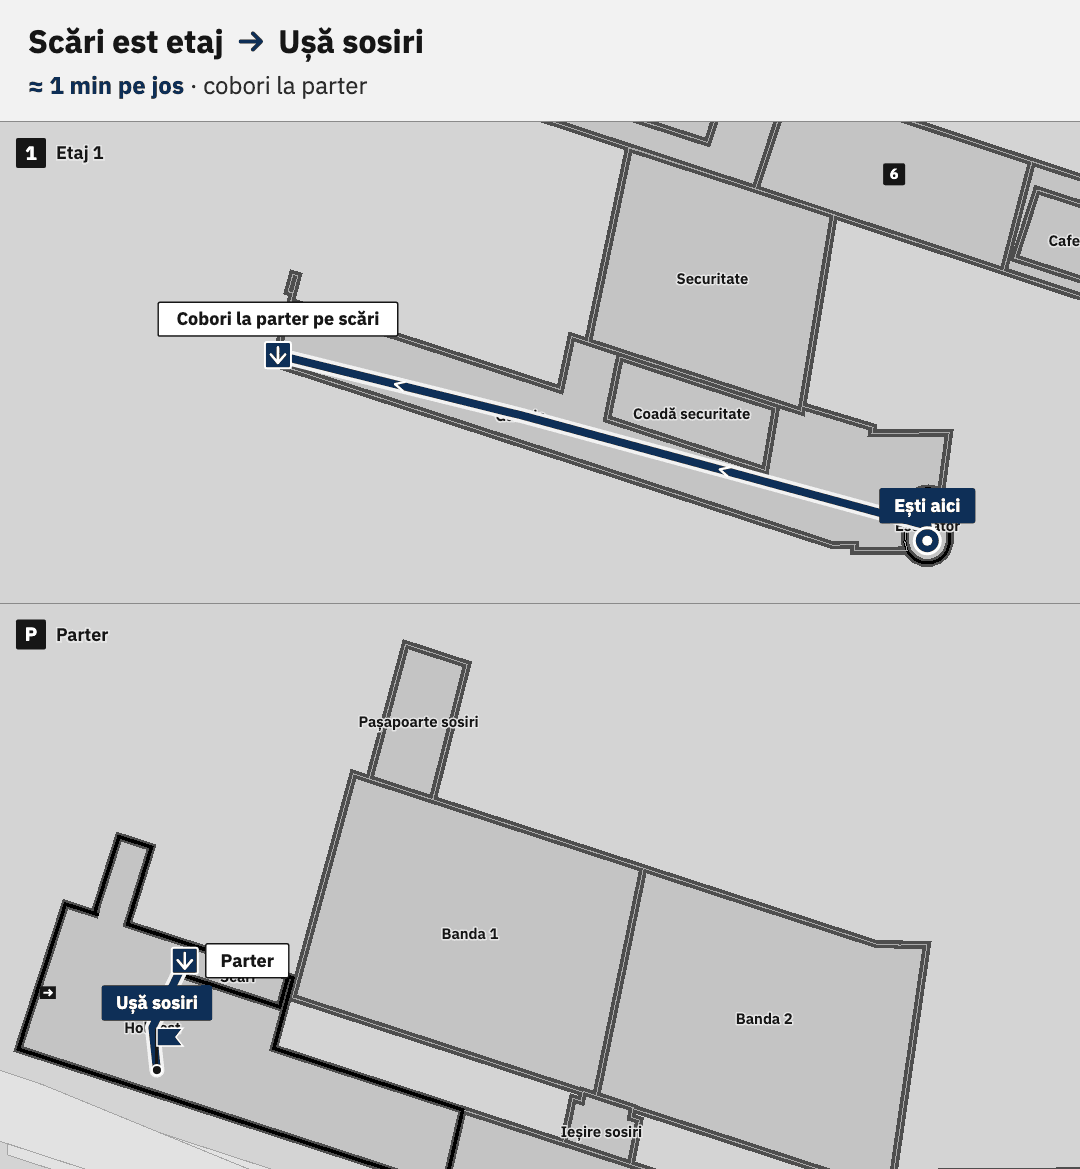 Scări est etaj → Ușă sosiri
≈ 1 min pe jos · cobori la parter
1 Etaj 1
6
Cafe
Securitate
Cobori la parter pe scări
Coadă securitate
Ești aici
P Parter
Pașapoarte sosiri
Banda 1
Parter
Scări
Ușă sosiri
Banda 2
Ieșire sosiri